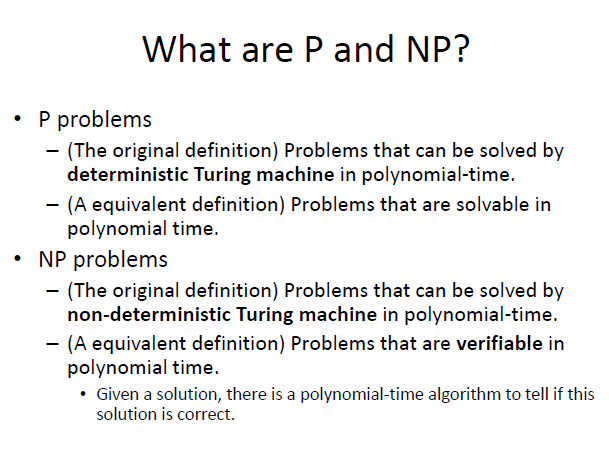 What are P and NP?
• P problems
– (The original definition) Problems that can be solved by
deterministic Turing machine in polynomial-time.
– (A equivalent definition) Problems that are solvable in
polynomial time.
• NP problems
– (The original definition) Problems that can be solved by
non-deterministic Turing machine in polynomial-time.
– (A equivalent definition) Problems that are verifiable in
polynomial time.
• Given a solution, there is a polynomial-time algorithm to tell if this
solution is correct.